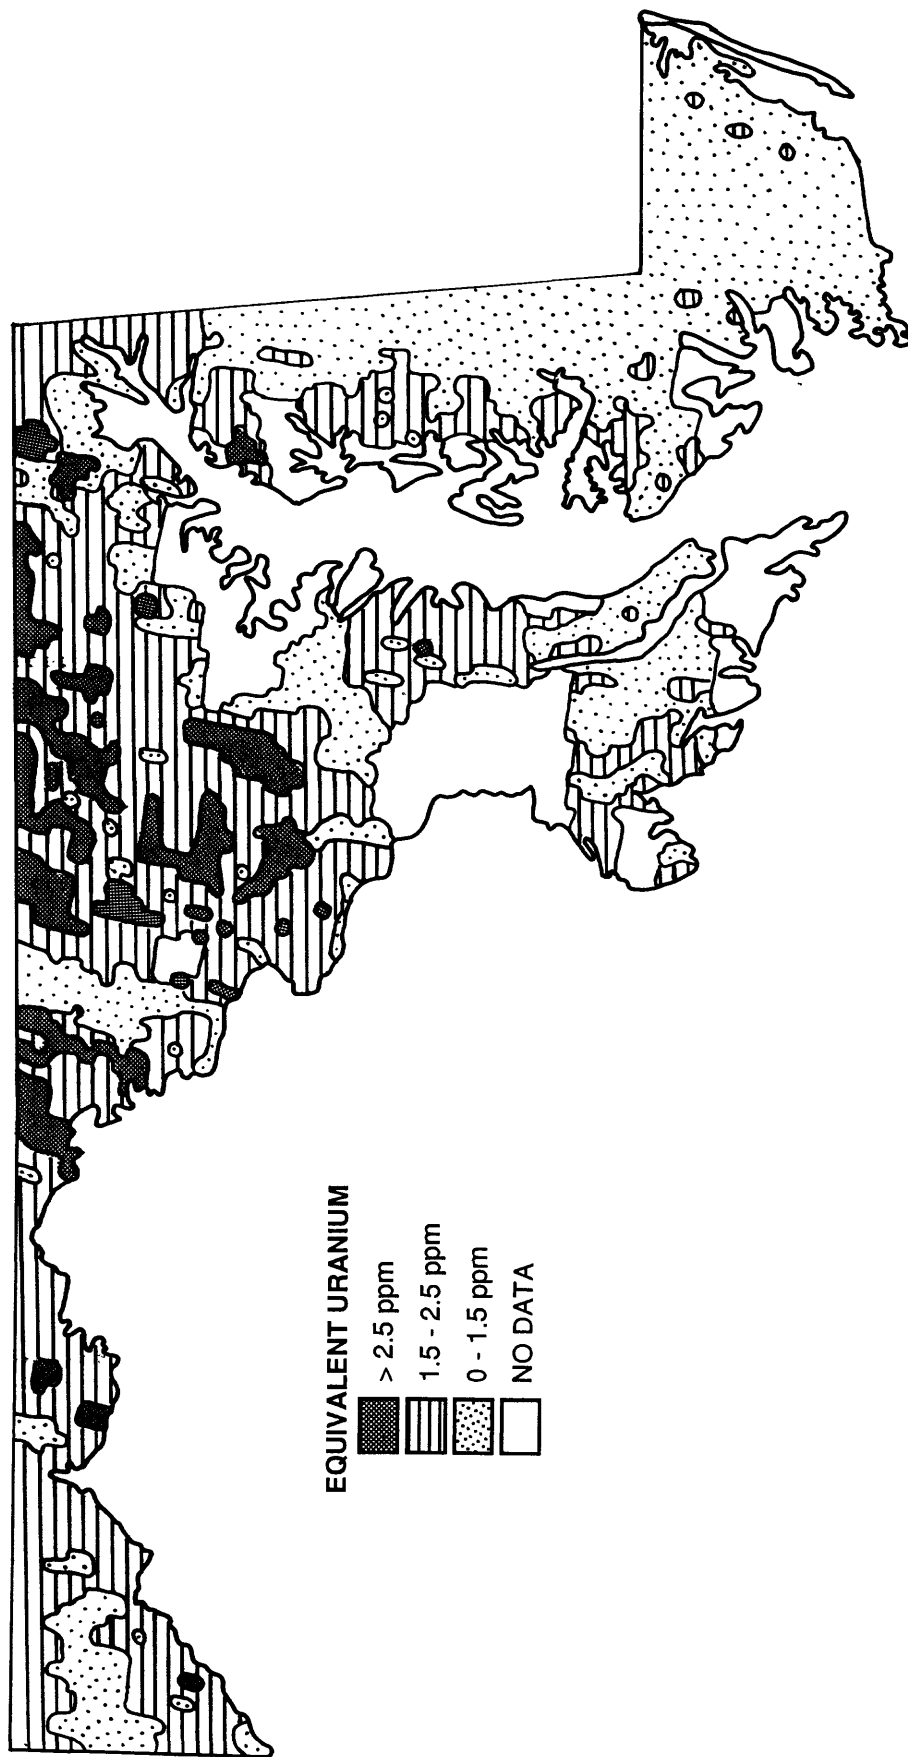 EQUIVALENT URANIUM
> 2.5 ppm
1.5 - 2.5 ppm
0 - 1.5 ppm
NO DATA